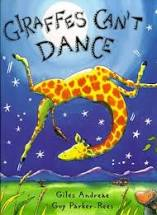 GIRAFFES CAN'T
DANCE
Giles Andreae
Guy Parker-Rees